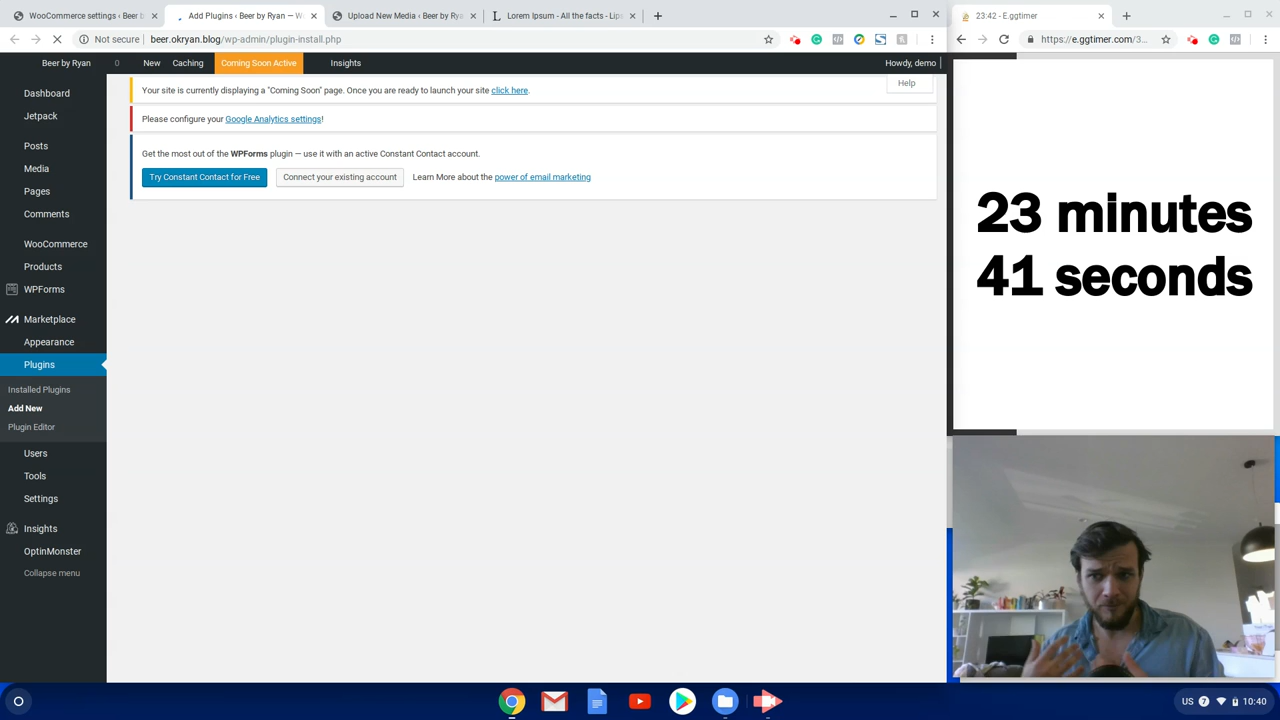 WooCommerce settings ‹ Beer b
Add Plugins ‹ Beer by Ryan — Wo
Upload New Media ‹ Beer by Rya
Lorem Ipsum - All the facts - Lips
23:42 - E.ggtimer
Not secure
beer.okryan.blog/wp-admin/plugin-install.php
https://e.ggtimer.com/3...
Beer by Ryan
0
New
Caching
Coming Soon Active
Insights
Howdy, demo
Help
Your site is currently displaying a "Coming Soon" page. Once you are ready to launch your site click here.
Please configure your Google Analytics settings!
Get the most out of the WPForms plugin — use it with an active Constant Contact account.
Try Constant Contact for Free
Connect your existing account
Learn More about the power of email marketing
Dashboard
Jetpack
Posts
Media
Pages
Comments
WooCommerce
Products
WPForms
Marketplace
Appearance
Plugins
Installed Plugins
Add New
Plugin Editor
Users
Tools
Settings
Insights
OptinMonster
Collapse menu
23 minutes
41 seconds
US
7
10:40